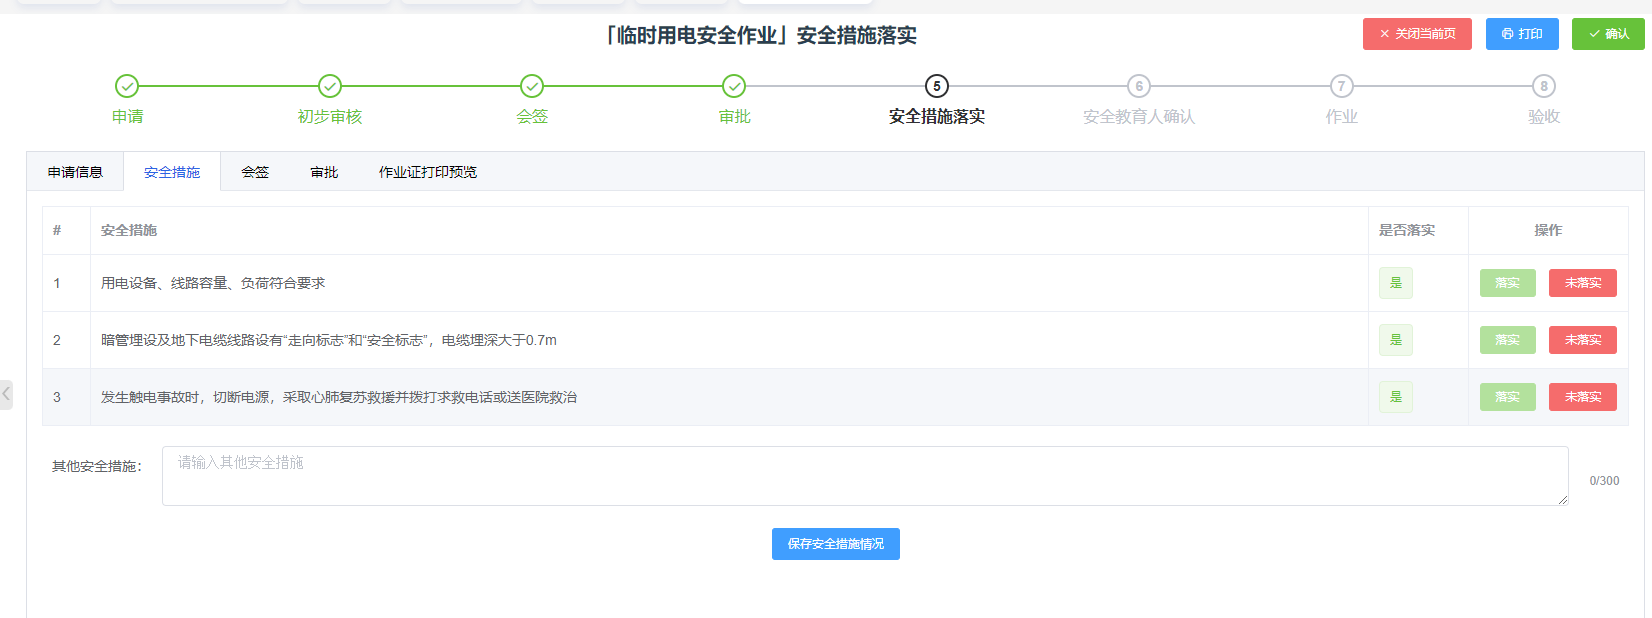 「临时用电安全作业」安全措施落实
关闭当前页 打印 确认
5 6 7 8
申请 初步审核 会签 审批 安全措施落实 安全教育人确认 作业 验收
申请信息 安全措施 会签 审批 作业证打印预览
# 安全措施 是否落实 操作
1 用电设备、线路容量、负荷符合要求 是 落实 未落实
2 暗管埋设及地下电缆线路设有“走向标志”和“安全标志”，电缆埋深大于0.7m 是 落实 未落实
3 发生触电事故时，切断电源，采取心肺复苏救援并拨打求救电话或送医院救治 是 落实 未落实
其他安全措施： 请输入其他安全措施
0/300
保存安全措施情况